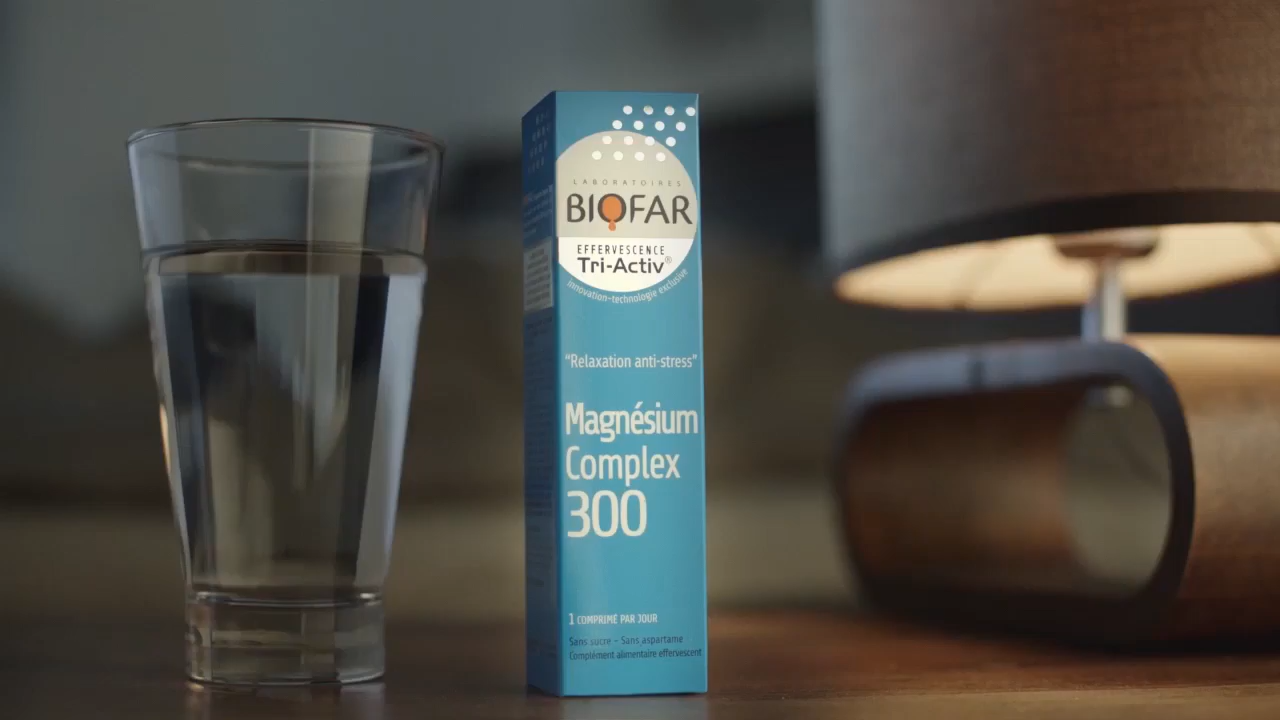 LABORATOIRES
BIOFAR
EFFERVESCENCE
Tri-Activ®
innovation-technologie exclusive
"Relaxation anti-stress"
Magnésium
Complex
300
1 COMPRIMÉ PAR JOUR
Sans sucre - Sans aspartame
Complément alimentaire effervescent